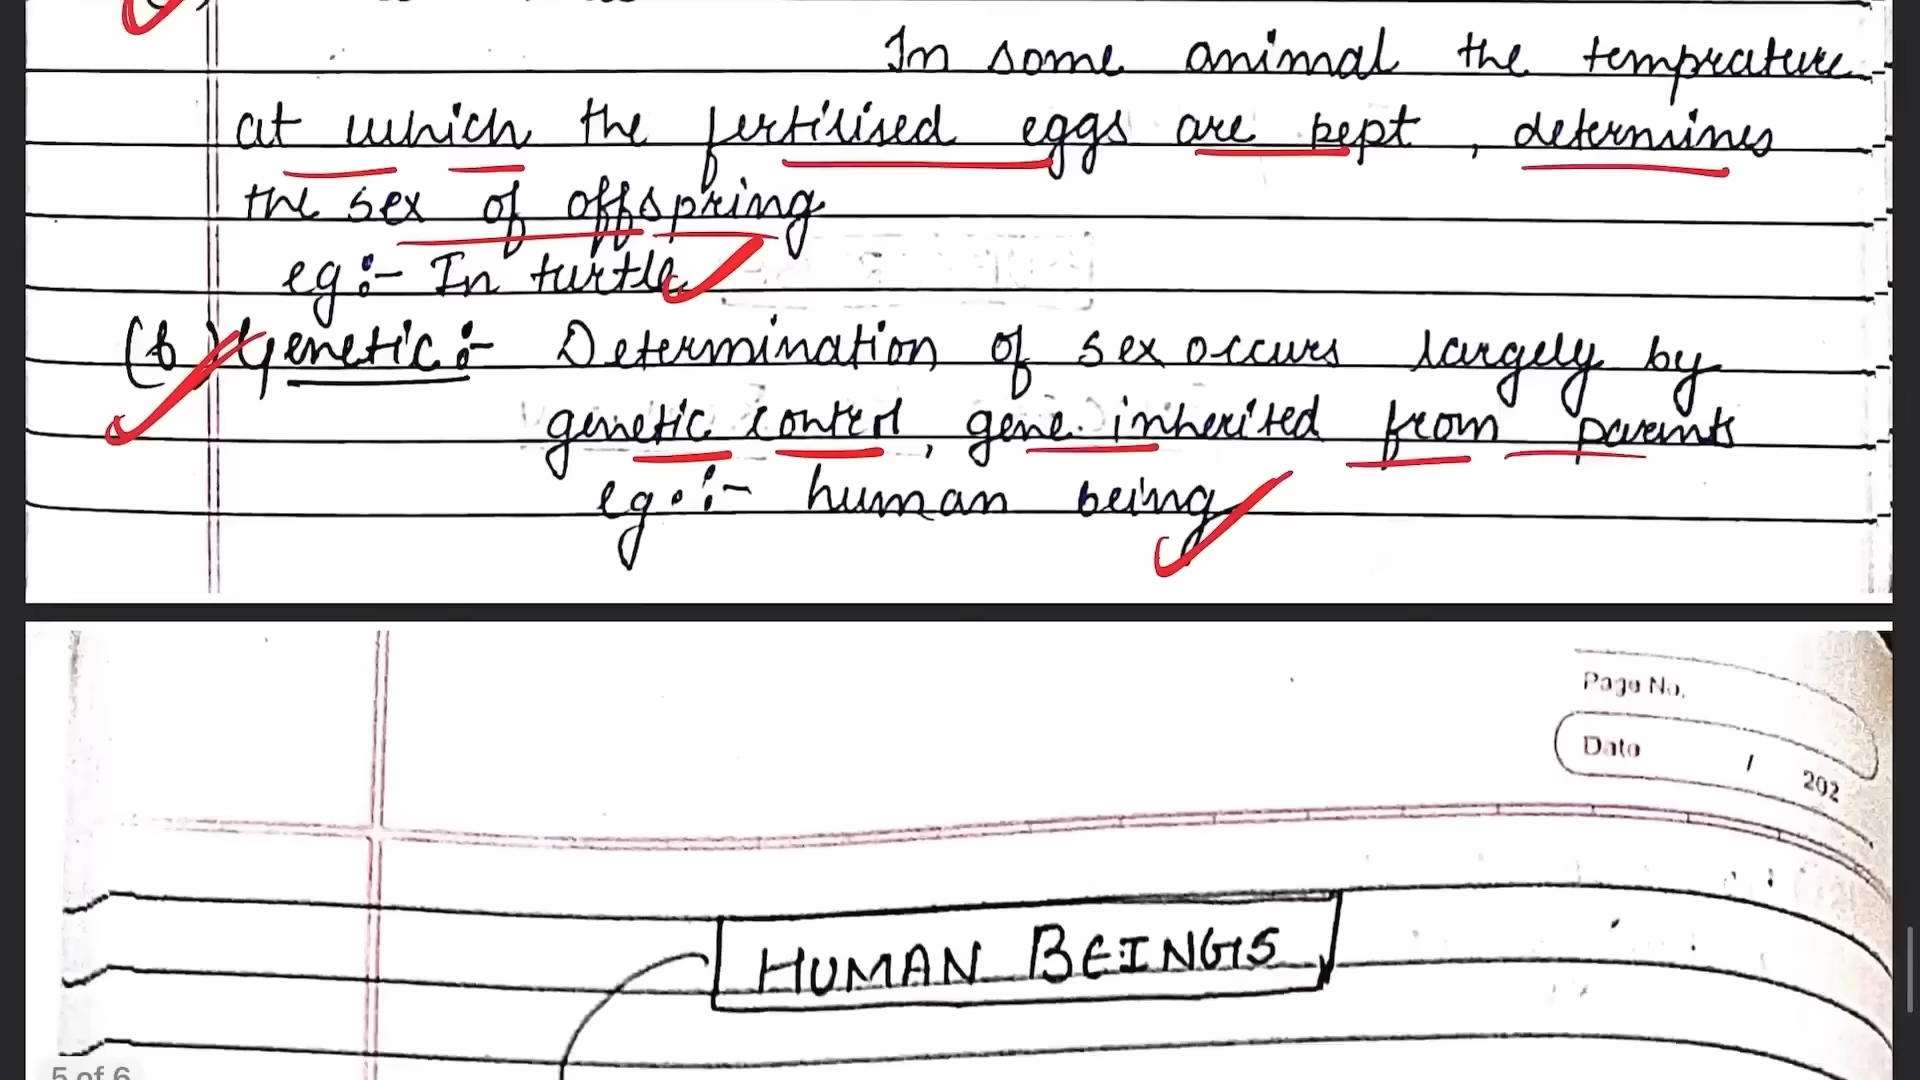 In some animal the temprature
at which the fertilised eggs are kept , determines
the sex of offspring
eg :- In turtle
(b) Genetic :- Determination of sex occurs largely by
genetic control , gene inherited from parents
eg. :- human being
Page No.
Date / 202
HUMAN BEINGS
5 of 6